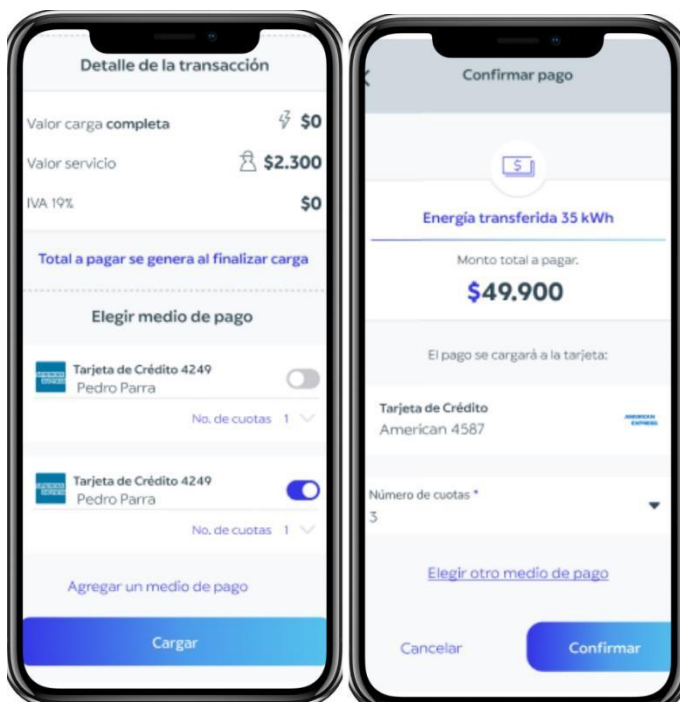 Detalle de la transacción
Valor carga completa $0
Valor servicio $2.300
IVA 19% $0
Total a pagar se genera al finalizar carga
Elegir medio de pago
Tarjeta de Crédito 4249
Pedro Parra
No. de cuotas 1
Tarjeta de Crédito 4249
Pedro Parra
No. de cuotas 1
Agregar un medio de pago
Cargar
Confirmar pago
$
Energía transferida 35 kWh
Monto total a pagar.
$49.900
El pago se cargará a la tarjeta:
Tarjeta de Crédito
American 4587
AMERICAN
EXPRESS
Número de cuotas *
3
Elegir otro medio de pago
Cancelar
Confirmar